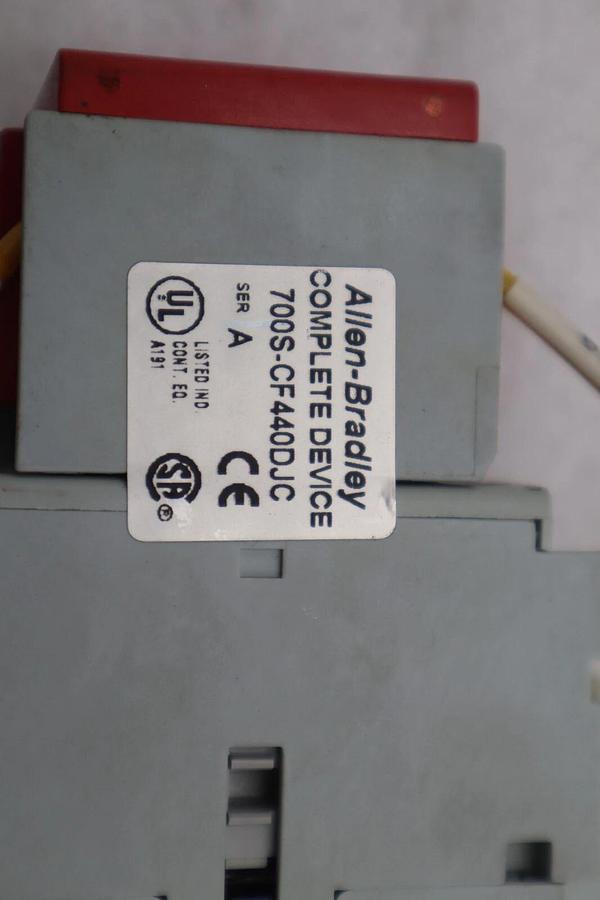 Allen-Bradley
COMPLETE DEVICE
700S-CF440DJC
SER A
CE
UL
LISTED IND.
CONT. EQ.
A191
SA
®